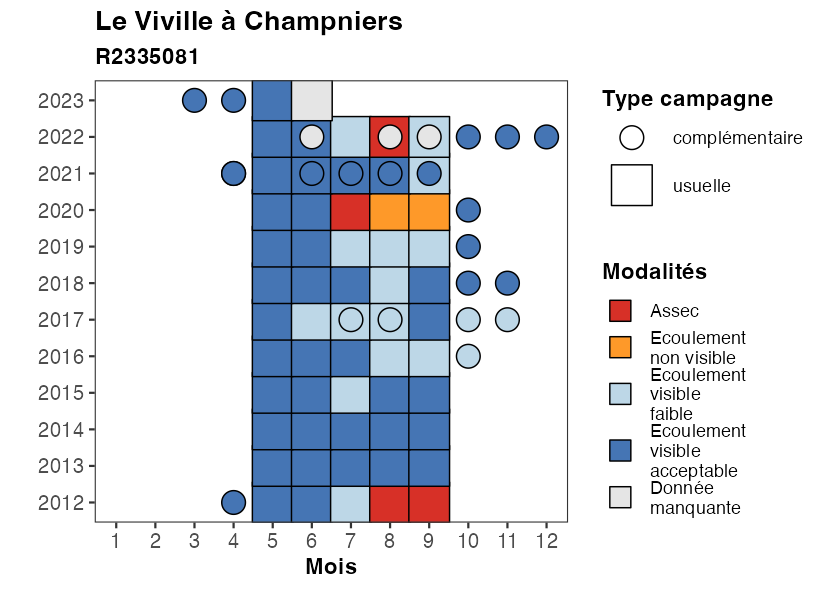 Le Viville à Champniers
R2335081
2023
2022
2021
2020
2019
2018
2017
2016
2015
2014
2013
2012
1 2 3 4 5 6 7 8 9 10 11 12
Mois
Type campagne
complémentaire
usuelle
Modalités
Assec
Ecoulement
non visible
Ecoulement
visible
faible
Ecoulement
visible
acceptable
Donnée
manquante